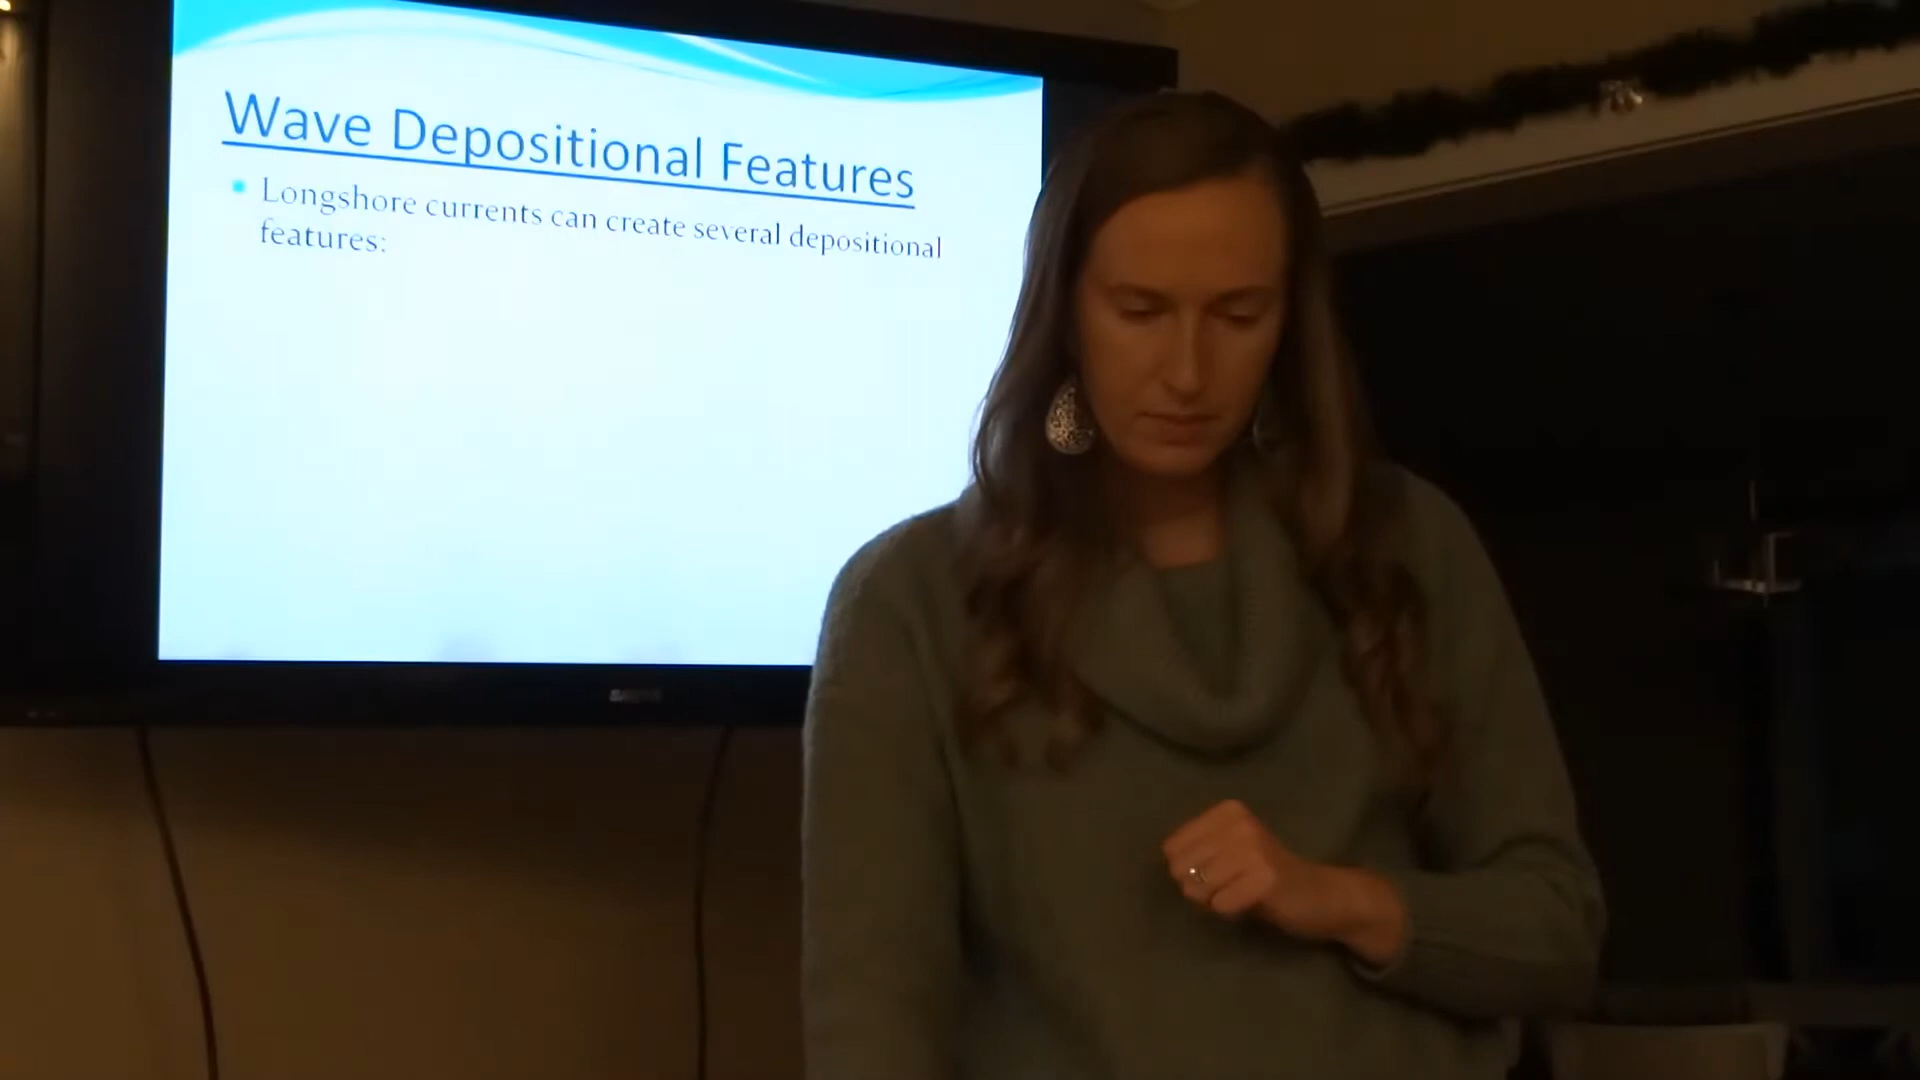 Wave Depositional Features
Longshore currents can create several depositional
features: